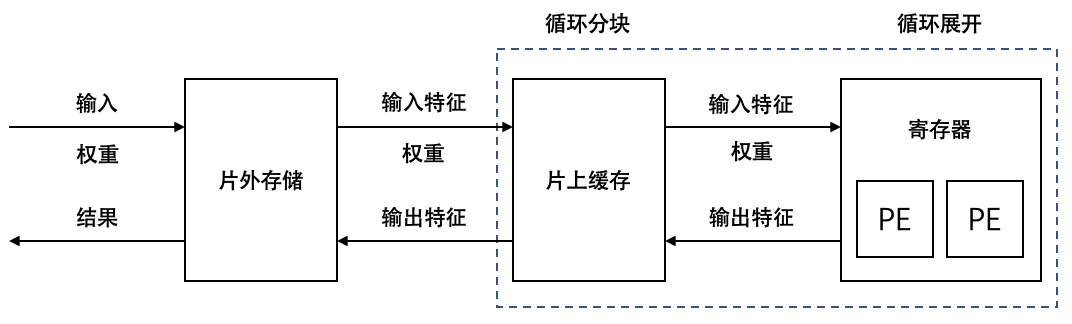 循环分块
循环展开
输入
权重
结果
片外存储
输入特征
权重
输出特征
片上缓存
输入特征
权重
输出特征
寄存器
PE
PE